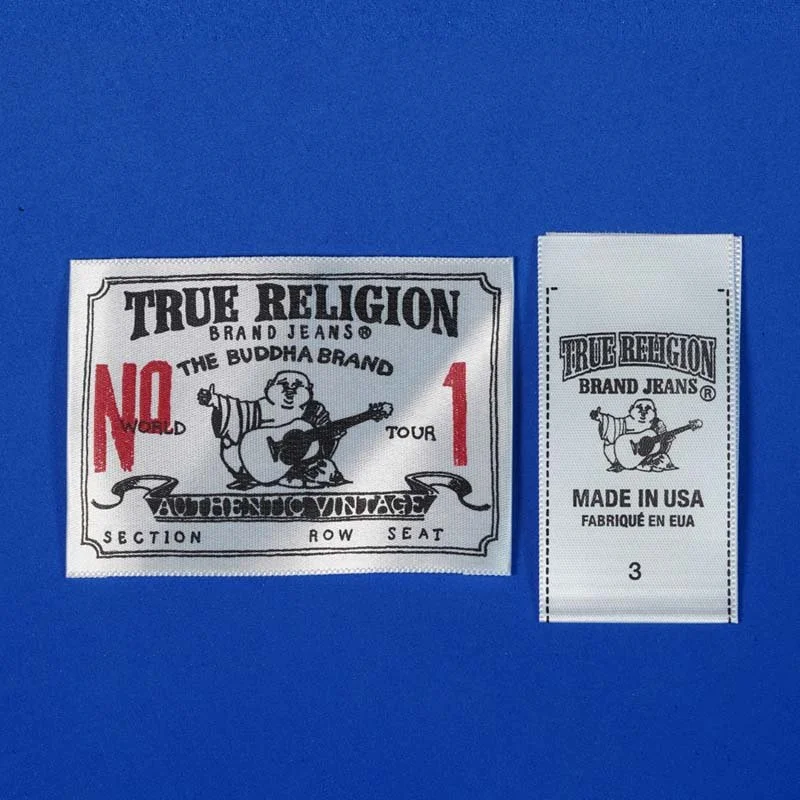 TRUE RELIGION
BRAND JEANS®
THE BUDDHA BRAND
No 1
WORLD TOUR
AUTHENTIC VINTAGE
SECTION ROW SEAT
TRUE RELIGION
BRAND JEANS®
MADE IN USA
FABRIQUÉ EN EUA
3